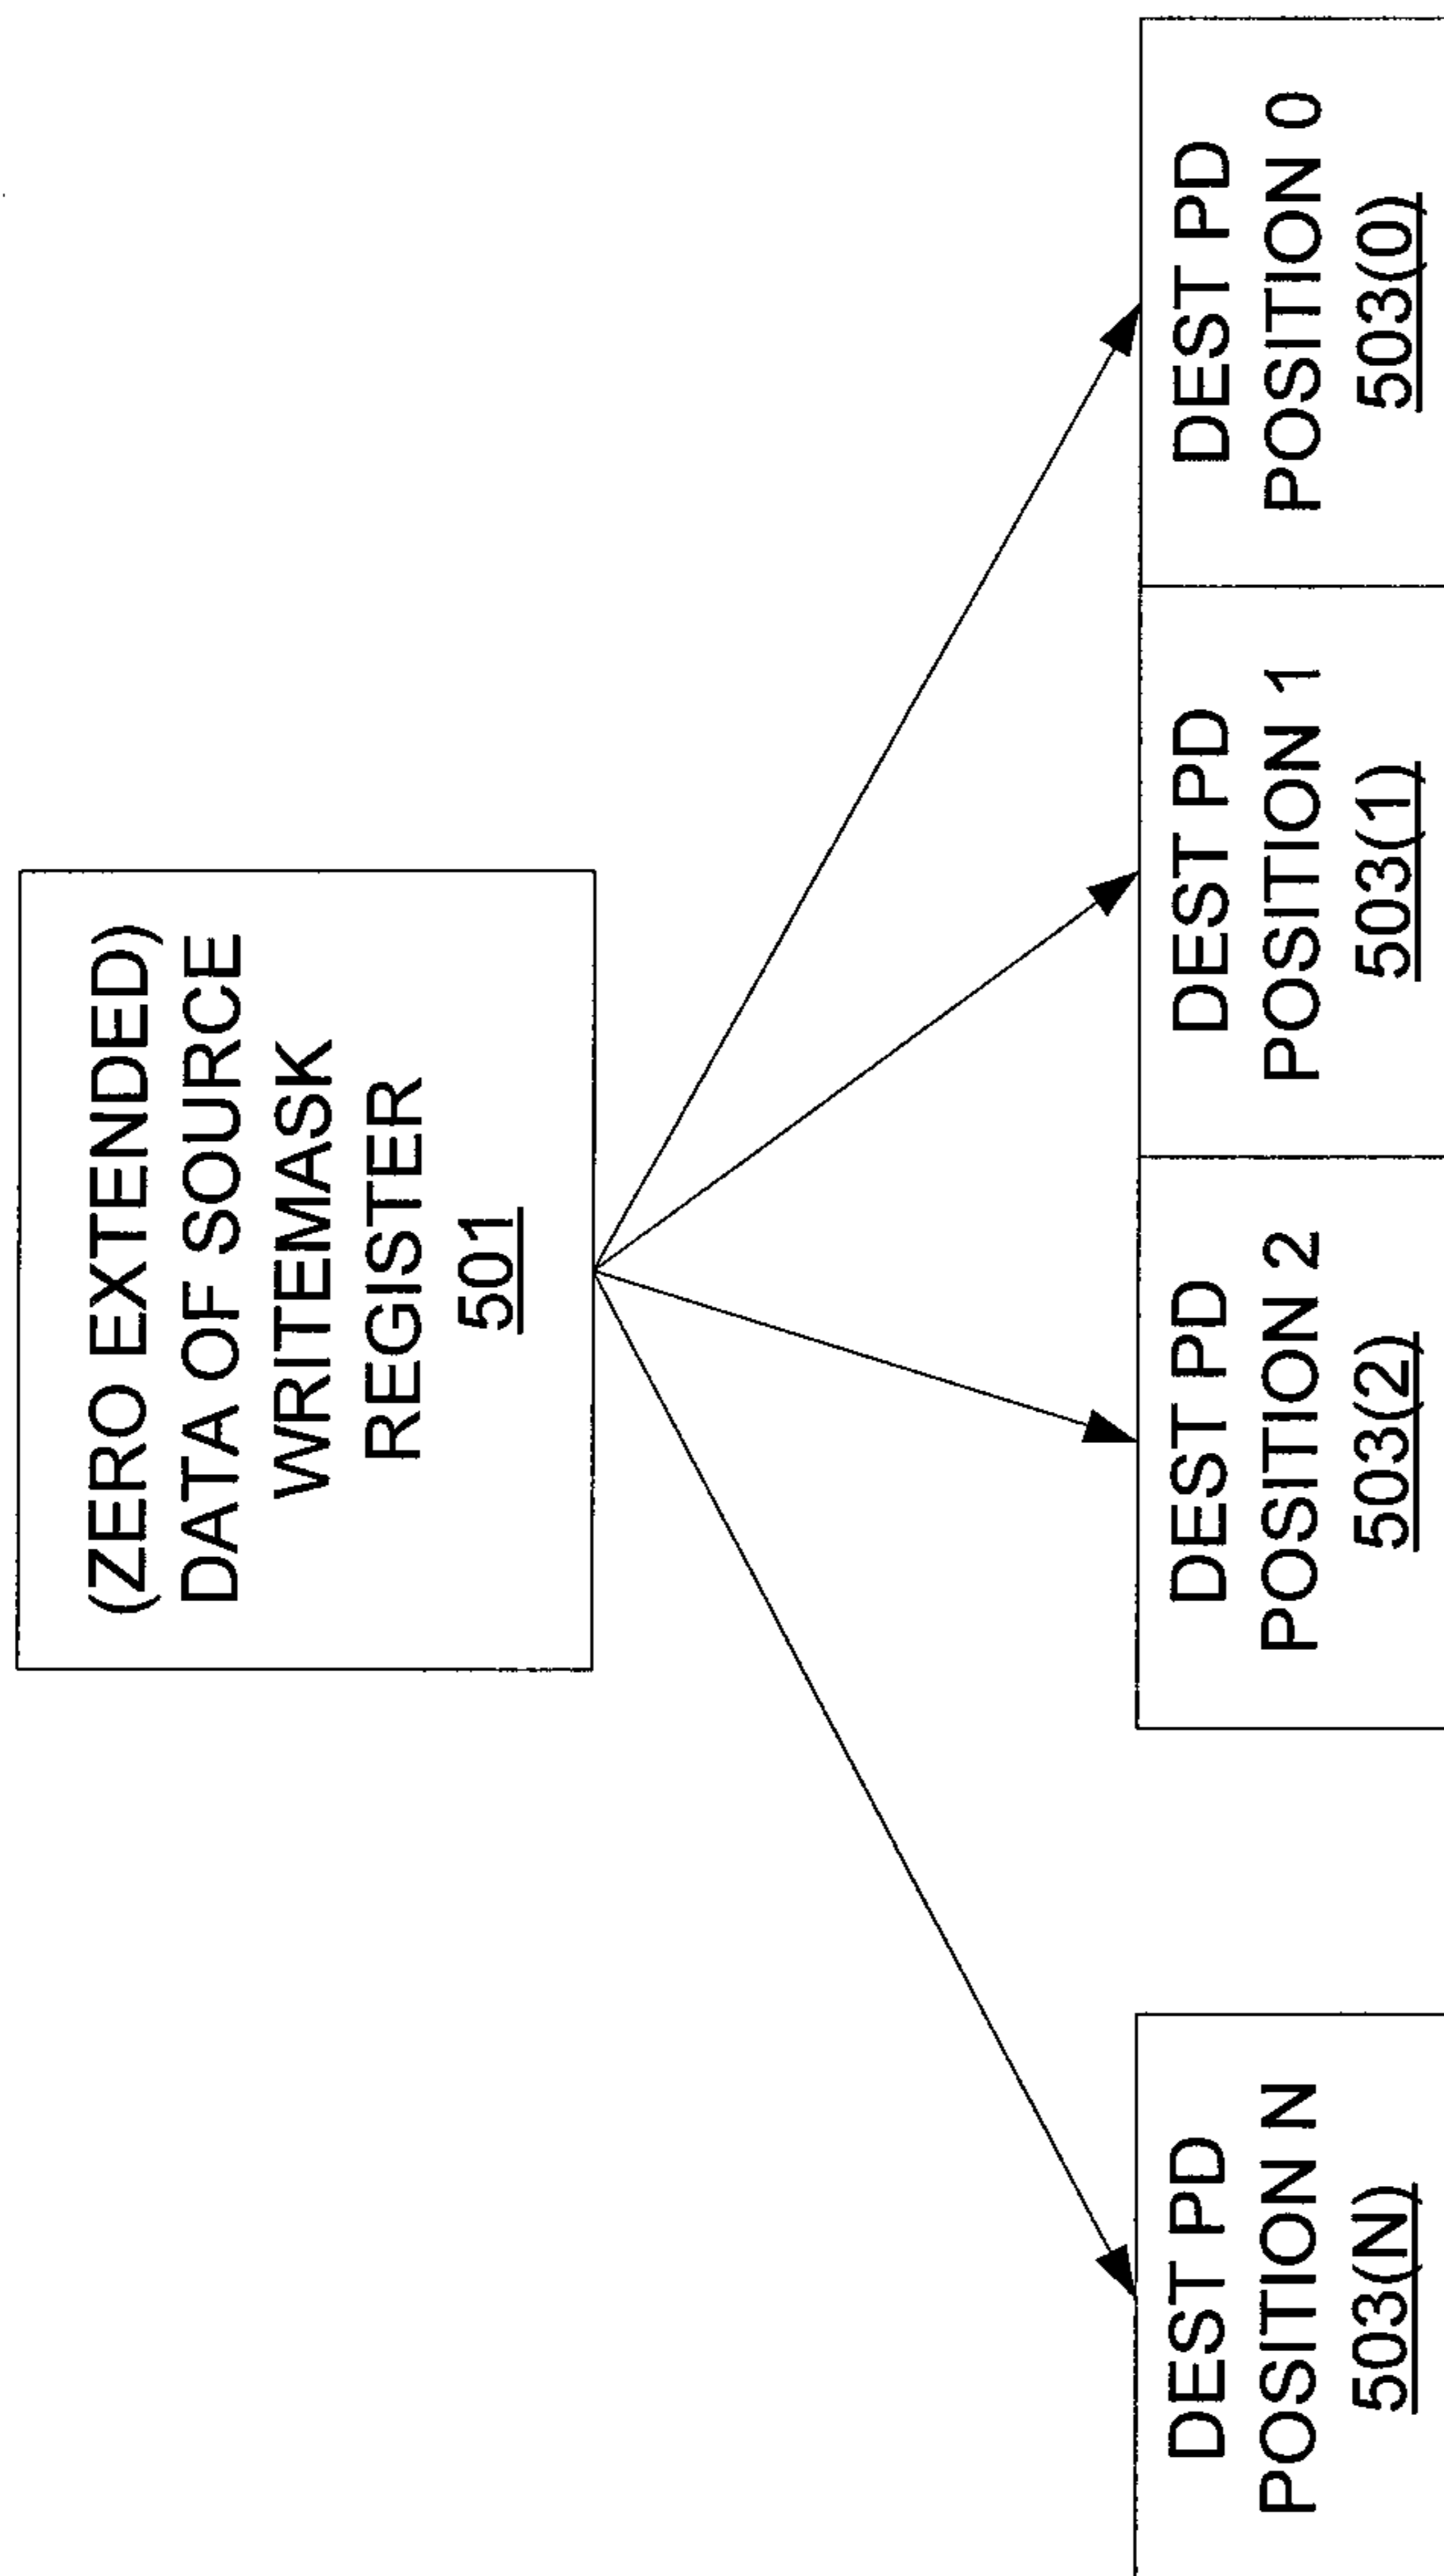 (ZERO EXTENDED)
DATA OF SOURCE
WRITEMASK
REGISTER
501
DEST PD
POSITION N
503(N)
DEST PD
POSITION 2
503(2)
DEST PD
POSITION 1
503(1)
DEST PD
POSITION 0
503(0)